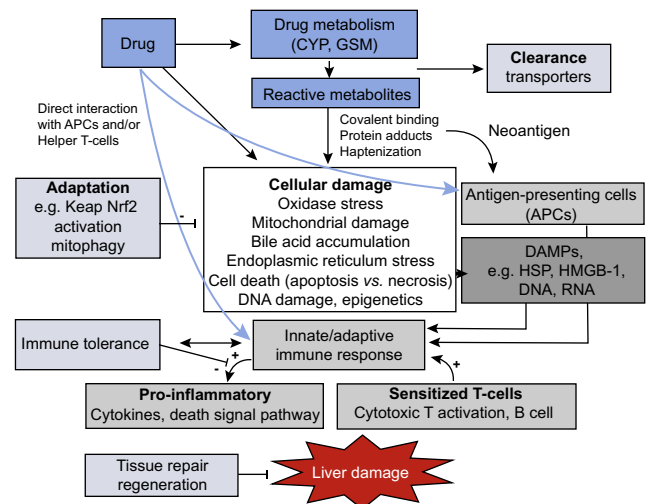 Drug
Drug metabolism
(CYP, GSM)
Clearance
transporters
Reactive metabolites
Direct interaction
with APCs and/or
Helper T-cells
Covalent binding
Protein adducts
Haptenization
Neoantigen
Adaptation
e.g. Keap Nrf2
activation
mitophagy
-
Cellular damage
Oxidase stress
Mitochondrial damage
Bile acid accumulation
Endoplasmic reticulum stress
Cell death (apoptosis vs. necrosis)
DNA damage, epigenetics
Antigen-presenting cells
(APCs)
DAMPs,
e.g. HSP, HMGB-1,
DNA, RNA
Immune tolerance
Innate/adaptive
immune response
+
-
+
Pro-inflammatory
Cytokines, death signal pathway
Sensitized T-cells
Cytotoxic T activation, B cell
Tissue repair
regeneration
Liver damage